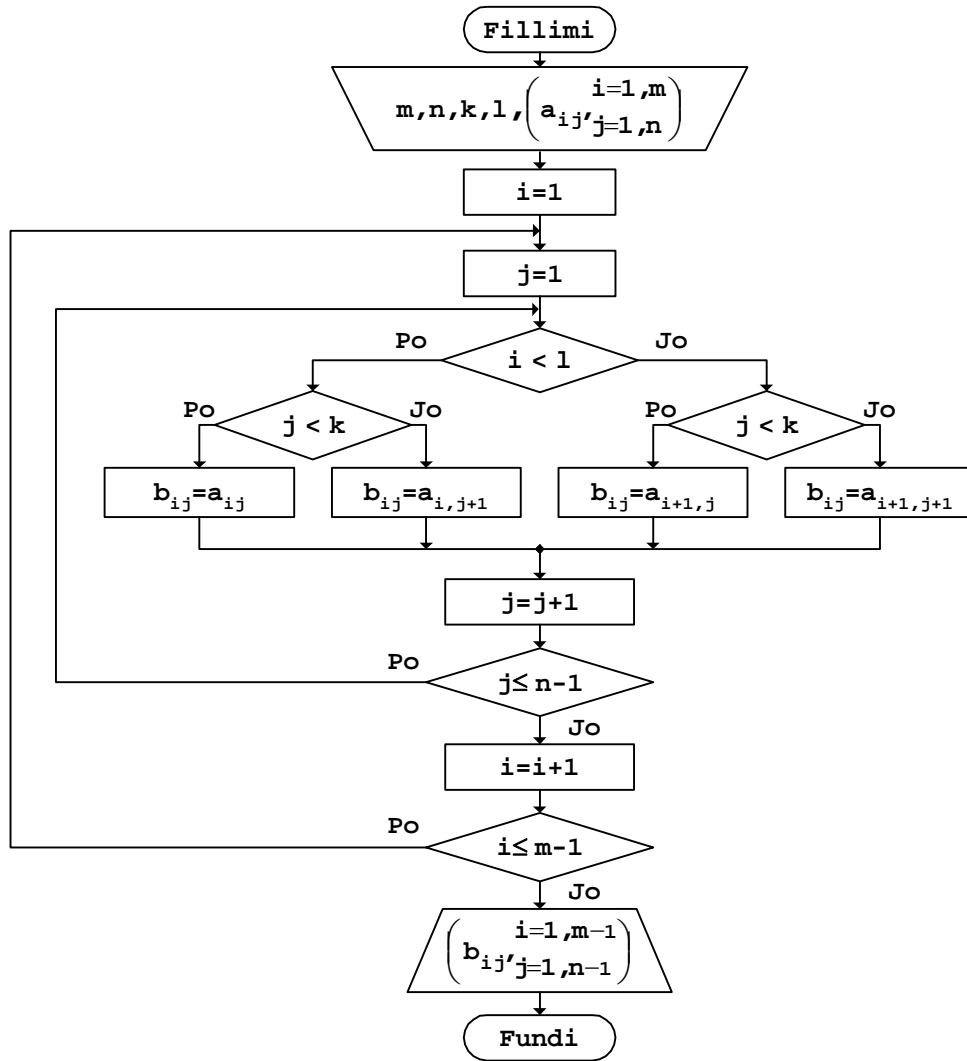 Fillimi
m,n,k,l,(a_ij, i=1,m j=1,n)
i=1
j=1
Po
i < l
Jo
Po
j < k
Jo
Po
j < k
Jo
b_ij=a_ij
b_ij=a_i,j+1
b_ij=a_i+1,j
b_ij=a_i+1,j+1
j=j+1
Po
j≤ n-1
Jo
i=i+1
Po
i≤ m-1
Jo
(b_ij, i=1,m-1 j=1,n-1)
Fundi